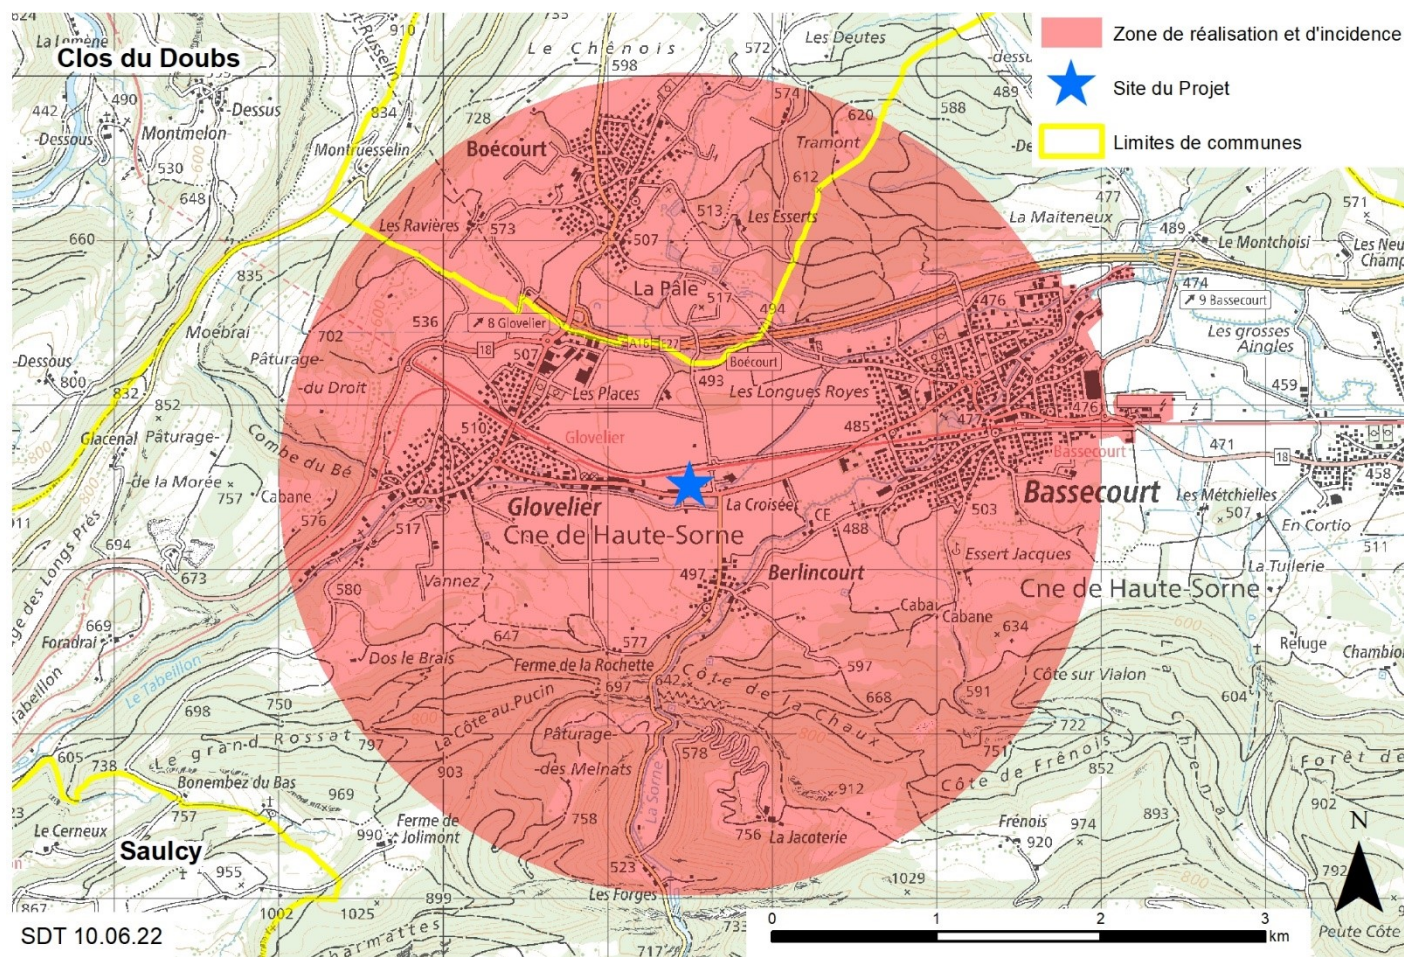 Zone de réalisation et d'incidence
Site du Projet
Limites de communes
Clos du Doubs
910
Le Chênois
598
572
Les Deutes
574
489
588
620
442
490
Dessus
Dessous
Montmelon-
834
Montruesselin
530
648
728
Boécourt
Tramont
612
Les Ravières
573
513
Les Esserts
507
La Maiteneux
477
489
Le Montchoisi
571
660
835
La Pâle
517
494
476
474
↗ 9 Bassecourt
Moebrai
702
536
↗ 8 Glovelier
18
507
A16
E27
Boécourt
493
Les grosses
Aingles
-Dessous
800
Pâturage-
-du Droit
832
852
Les Places
Les Longues Royes
459
Glacenal
Pâturage-
-de la Morée
757
Combe du Bé
Cabane
510
Glovelier
485
477
476
Bassecourt
471
18
458
576
517
Glovelier
La Croisée
CF
488
Bassecourt
503
Les Métchielles
507
En Cortio
511
694
673
Cne de Haute-Sorne
Essert Jacques
La Tuilerie
580
Vannez
497
Berlincourt
Cabane
Cne de Haute-Sorne
669
Foradrai
647
577
634
600
Refuge
Dos le Brais
Ferme de la Rochette
597
Le Tabeillon
642
697
Côte de la Chaux
668
591
Côte sur Vialon
604
698
750
La Côte au Pucin
722
Le grand Rossat
797
Pâturage-
-des Melnats
578
751
852
Côte de Frênois
Forêt de
605
738
Bonembez du Bas
903
969
757
La Sorne
912
902
893
Le Cerneux
Ferme de
Jolimont
990
758
756
La Jacoterie
Frênois
920
974
Saulcy
955
523
Les Forges
1029
792
N
867
1002
1025
899
SDT 10.06.22
717
733
0 1 2 3
km
Peute Côte